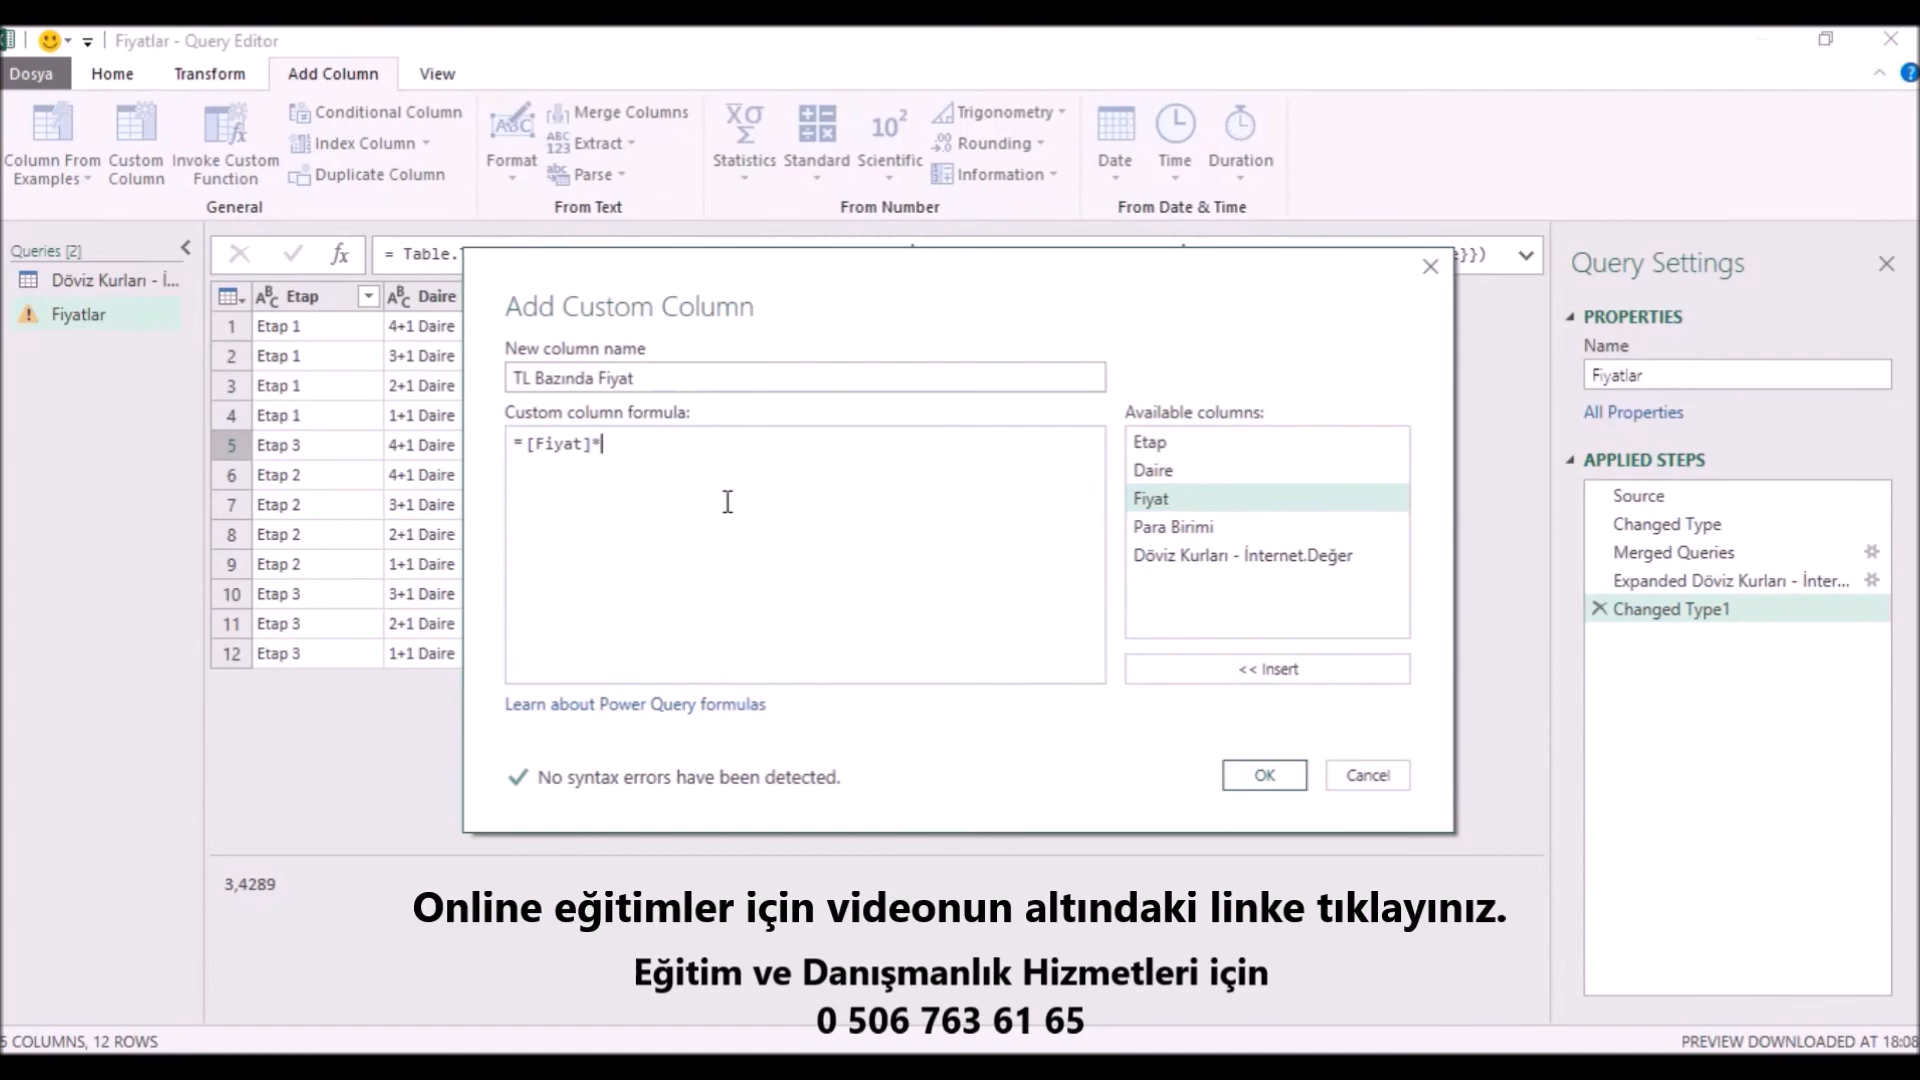 Fiyatlar - Query Editor
Dosya Home Transform Add Column View
Column From Examples
Custom Column
Invoke Custom Function
Conditional Column
Index Column
Duplicate Column
General
Format
Merge Columns
Extract
Parse
From Text
Statistics
Standard
Scientific
Trigonometry
Rounding
Information
From Number
Date
Time
Duration
From Date & Time
Queries [2]
Döviz Kurları - İ...
Fiyatlar
= Table.
}})
Etap Daire
1 Etap 1 4+1 Daire
2 Etap 1 3+1 Daire
3 Etap 1 2+1 Daire
4 Etap 1 1+1 Daire
5 Etap 3 4+1 Daire
6 Etap 2 4+1 Daire
7 Etap 2 3+1 Daire
8 Etap 2 2+1 Daire
9 Etap 2 1+1 Daire
10 Etap 3 3+1 Daire
11 Etap 3 2+1 Daire
12 Etap 3 1+1 Daire
Add Custom Column
New column name
TL Bazında Fiyat
Custom column formula:
= [Fiyat]*
Available columns:
Etap
Daire
Fiyat
Para Birimi
Döviz Kurları - İnternet.Değer
<< Insert
Learn about Power Query formulas
No syntax errors have been detected.
OK
Cancel
Query Settings
PROPERTIES
Name
Fiyatlar
All Properties
APPLIED STEPS
Source
Changed Type
Merged Queries
Expanded Döviz Kurları - İnter...
Changed Type1
3,4289
Online eğitimler için videonun altındaki linke tıklayınız.
Eğitim ve Danışmanlık Hizmetleri için
0 506 763 61 65
COLUMNS, 12 ROWS
PREVIEW DOWNLOADED AT 18:08